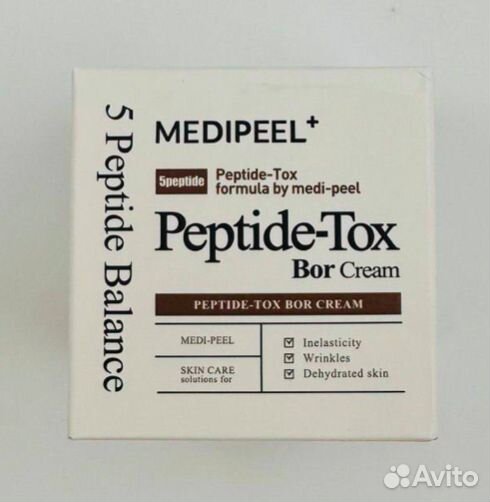 5 Peptide Balance
MEDIPEEL+
5peptide
Peptide-Tox
formula by medi-peel
Peptide-Tox
Bor Cream
PEPTIDE-TOX BOR CREAM
MEDI-PEEL
SKIN CARE
solutions for
☑ Inelasticity
☑ Wrinkles
☑ Dehydrated skin
Avito